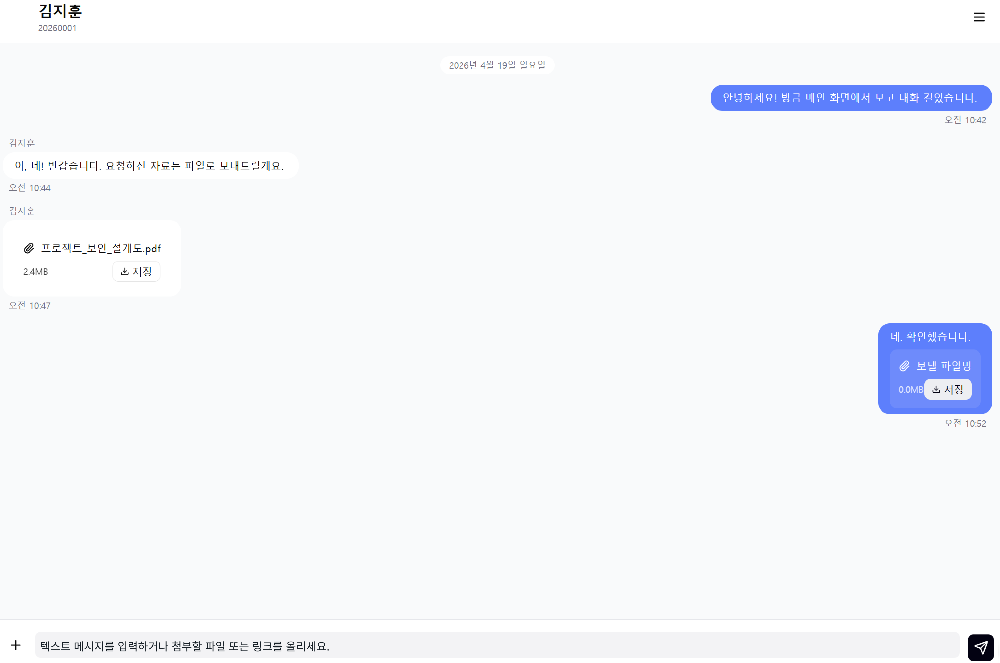 김지훈
20260001
2026년 4월 19일 일요일
안녕하세요! 방금 메인 화면에서 보고 대화 걸었습니다.
오전 10:42
김지훈
아, 네! 반갑습니다. 요청하신 자료는 파일로 보내드릴게요.
오전 10:44
김지훈
프로젝트_보안_설계도.pdf
2.4MB 저장
오전 10:47
네. 확인했습니다.
보낼 파일명
0.0MB 저장
오전 10:52
텍스트 메시지를 입력하거나 첨부할 파일 또는 링크를 올리세요.